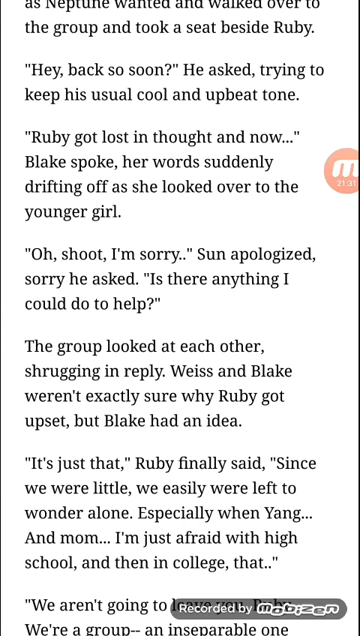 as Neptune wanted and walked over to
the group and took a seat beside Ruby.
"Hey, back so soon?" He asked, trying to
keep his usual cool and upbeat tone.
"Ruby got lost in thought and now..."
Blake spoke, her words suddenly
drifting off as she looked over to the
younger girl.
21:31
"Oh, shoot, I'm sorry.." Sun apologized,
sorry he asked. "Is there anything I
could do to help?"
The group looked at each other,
shrugging in reply. Weiss and Blake
weren't exactly sure why Ruby got
upset, but Blake had an idea.
"It's just that," Ruby finally said, "Since
we were little, we easily were left to
wonder alone. Especially when Yang...
And mom... I'm just afraid with high
school, and then in college, that.."
"We aren't going to leave you, Ruby.
Recorded by mobizen
We're a group-- an inseparable one